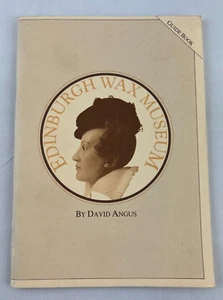 GUIDE BOOK
EDINBURGH WAX MUSEUM
BY DAVID ANGUS